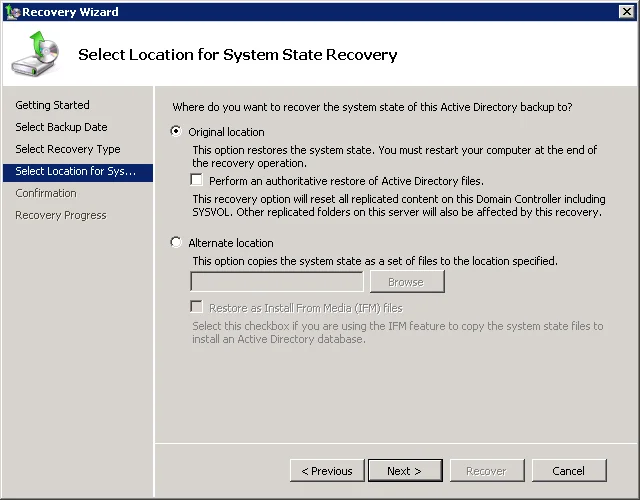 Recovery Wizard
Select Location for System State Recovery
Getting Started
Select Backup Date
Select Recovery Type
Select Location for Sys...
Confirmation
Recovery Progress
Where do you want to recover the system state of this Active Directory backup to?
Original location
This option restores the system state. You must restart your computer at the end of
the recovery operation.
Perform an authoritative restore of Active Directory files.
This recovery option will reset all replicated content on this Domain Controller including
SYSVOL. Other replicated folders on this server will also be affected by this recovery.
Alternate location
This option copies the system state as a set of files to the location specified.
Browse
Restore as Install From Media (IFM) files
Select this checkbox if you are using the IFM feature to copy the system state files to
install an Active Directory database.
< Previous
Next >
Recover
Cancel